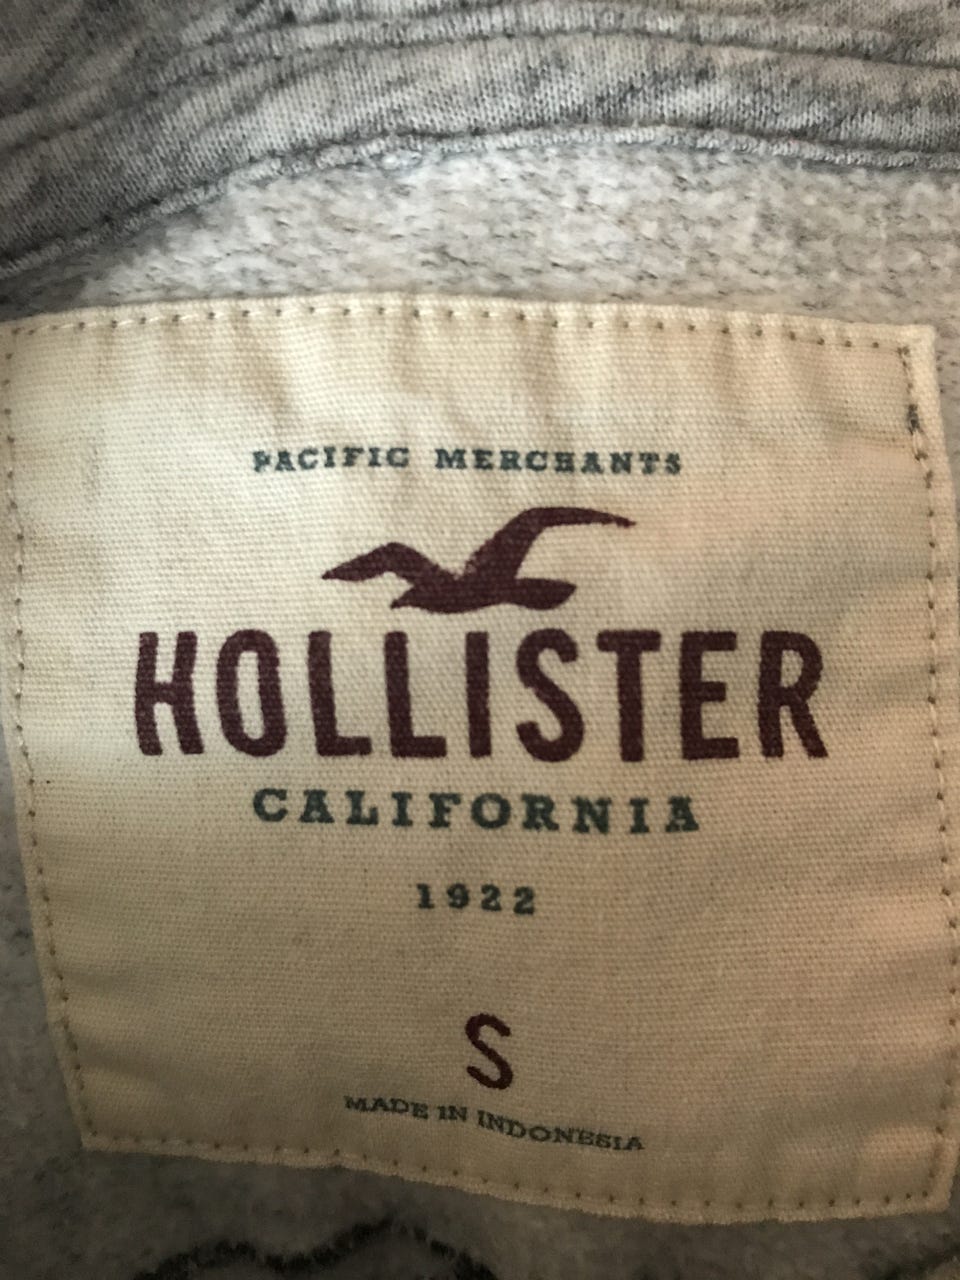 PACIFIC MERCHANTS
HOLLISTER
CALIFORNIA
1922
S
MADE IN INDONESIA